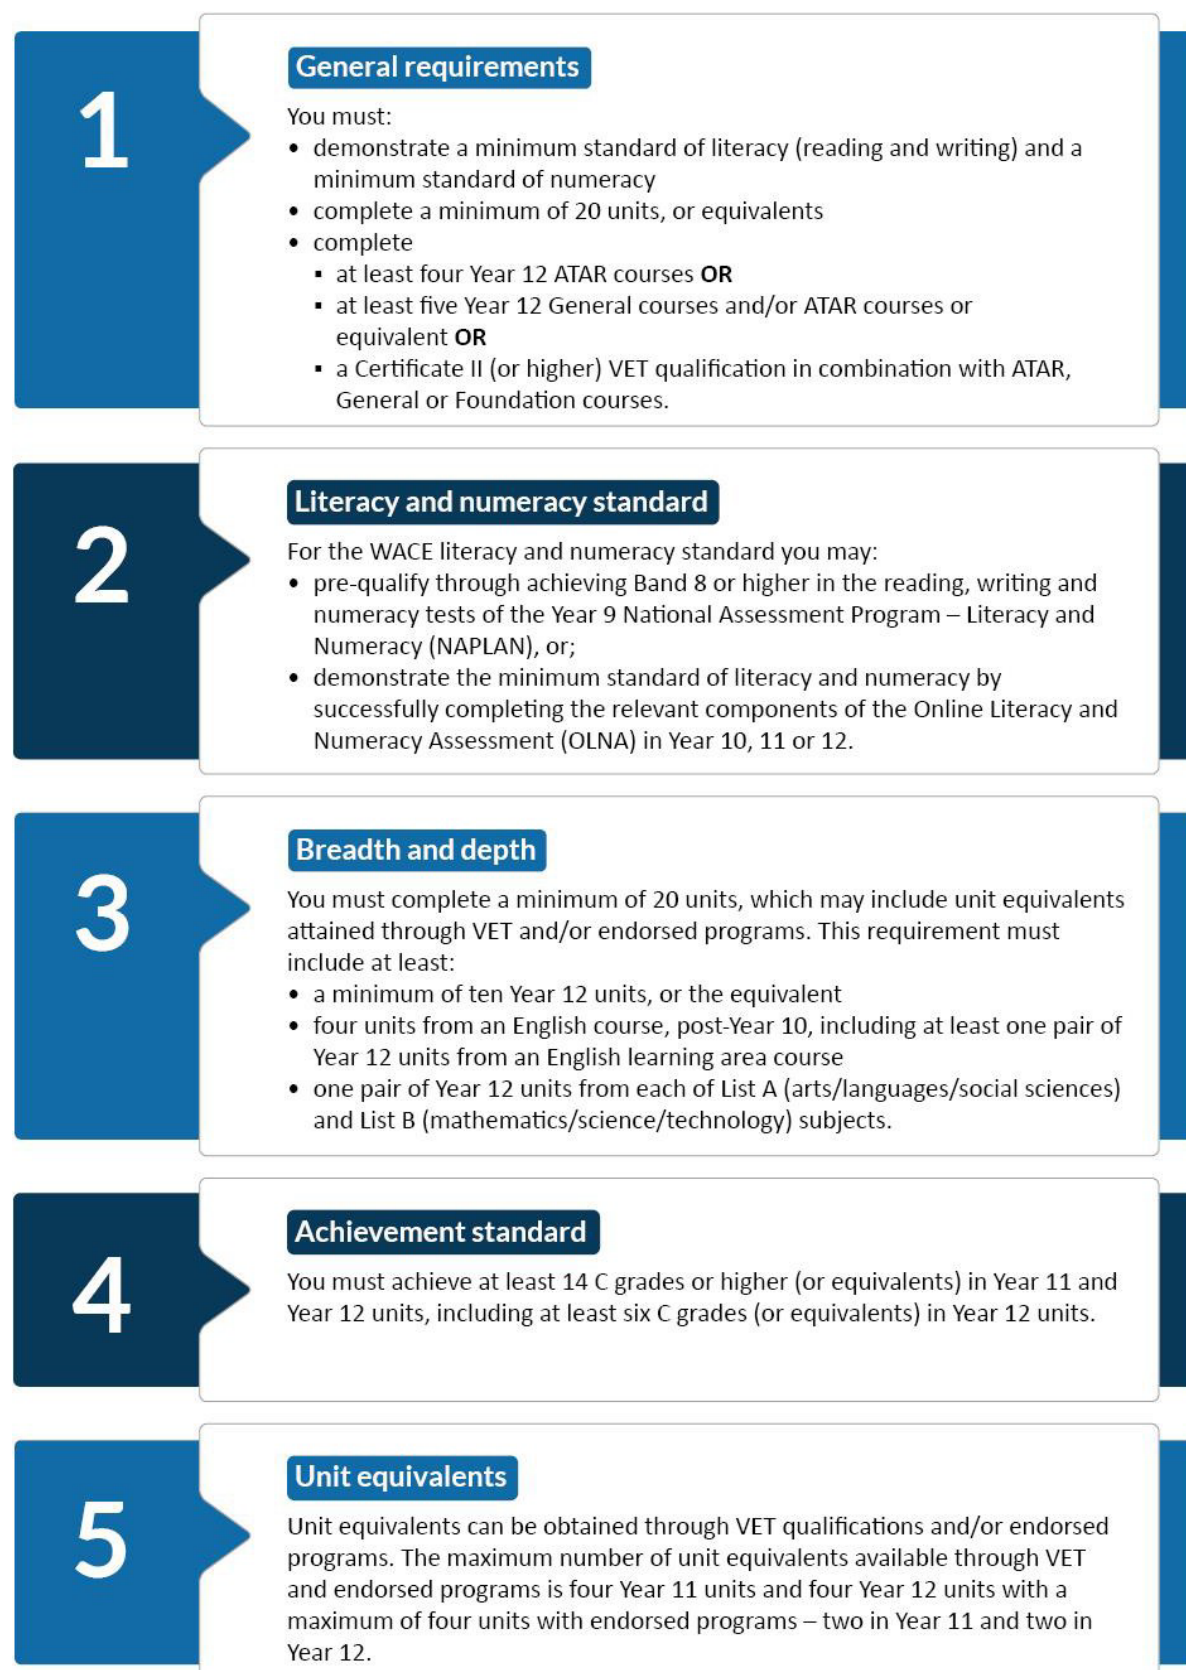 1
General requirements
You must:
• demonstrate a minimum standard of literacy (reading and writing) and a
minimum standard of numeracy
• complete a minimum of 20 units, or equivalents
• complete
▪ at least four Year 12 ATAR courses OR
▪ at least five Year 12 General courses and/or ATAR courses or
equivalent OR
▪ a Certificate II (or higher) VET qualification in combination with ATAR,
General or Foundation courses.
2
Literacy and numeracy standard
For the WACE literacy and numeracy standard you may:
• pre-qualify through achieving Band 8 or higher in the reading, writing and
numeracy tests of the Year 9 National Assessment Program – Literacy and
Numeracy (NAPLAN), or;
• demonstrate the minimum standard of literacy and numeracy by
successfully completing the relevant components of the Online Literacy and
Numeracy Assessment (OLNA) in Year 10, 11 or 12.
3
Breadth and depth
You must complete a minimum of 20 units, which may include unit equivalents
attained through VET and/or endorsed programs. This requirement must
include at least:
• a minimum of ten Year 12 units, or the equivalent
• four units from an English course, post-Year 10, including at least one pair of
Year 12 units from an English learning area course
• one pair of Year 12 units from each of List A (arts/languages/social sciences)
and List B (mathematics/science/technology) subjects.
4
Achievement standard
You must achieve at least 14 C grades or higher (or equivalents) in Year 11 and
Year 12 units, including at least six C grades (or equivalents) in Year 12 units.
5
Unit equivalents
Unit equivalents can be obtained through VET qualifications and/or endorsed
programs. The maximum number of unit equivalents available through VET
and endorsed programs is four Year 11 units and four Year 12 units with a
maximum of four units with endorsed programs – two in Year 11 and two in
Year 12.